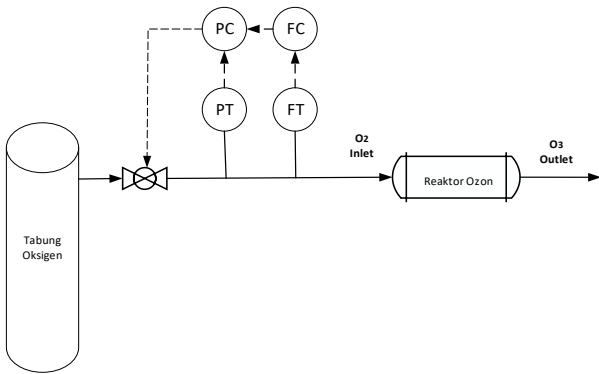 PC
FC
PT
FT
O2
Inlet
O3
Outlet
Reaktor Ozon
Tabung
Oksigen